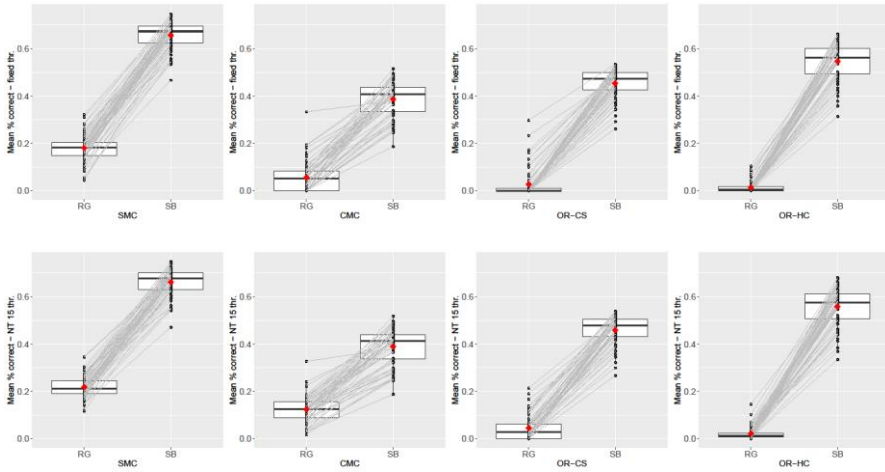 Mean % correct − fixed thr.
0.6
0.4
0.2
0.0
RG SB
SMC
Mean % correct − fixed thr.
0.6
0.4
0.2
0.0
RG SB
CMC
Mean % correct − fixed thr.
0.6
0.4
0.2
0.0
RG SB
OR−CS
Mean % correct − fixed thr.
0.6
0.4
0.2
0.0
RG SB
OR−HC
Mean % correct − NT 15 thr.
0.6
0.4
0.2
0.0
RG SB
SMC
Mean % correct − NT 15 thr.
0.6
0.4
0.2
0.0
RG SB
CMC
Mean % correct − NT 15 thr.
0.6
0.4
0.2
0.0
RG SB
OR−CS
Mean % correct − NT 15 thr.
0.6
0.4
0.2
0.0
RG SB
OR−HC